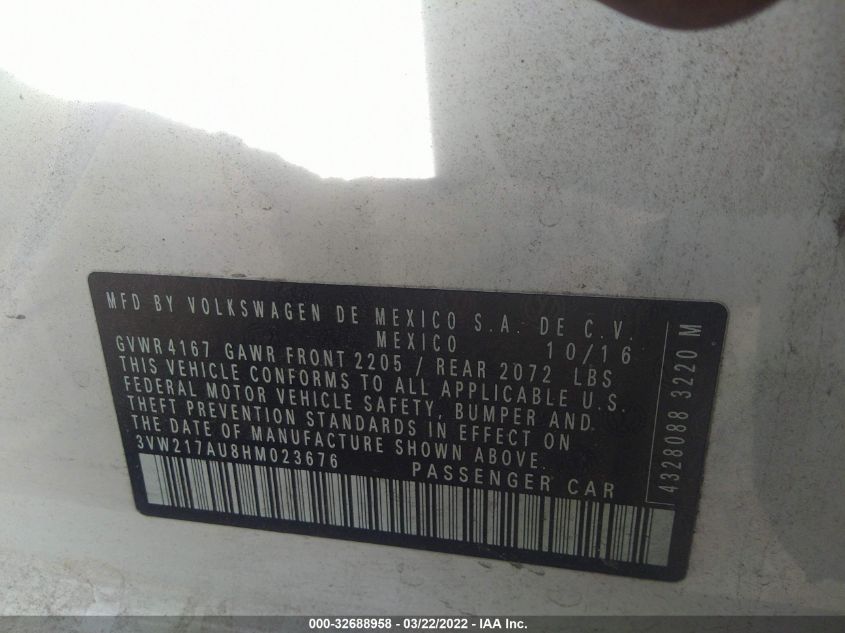 MFD BY VOLKSWAGEN DE MEXICO S.A. DE C.V.
MEXICO 10/16
GVWR4167 GAWR FRONT 2205 / REAR 2072 LBS
THIS VEHICLE CONFORMS TO ALL APPLICABLE U.S.
FEDERAL MOTOR VEHICLE SAFETY, BUMPER AND
THEFT PREVENTION STANDARDS IN EFFECT ON
THE DATE OF MANUFACTURE SHOWN ABOVE.
3VW217AU8HM023676 PASSENGER CAR
4328088 3220 M
000-32688958 - 03/22/2022 - IAA Inc.